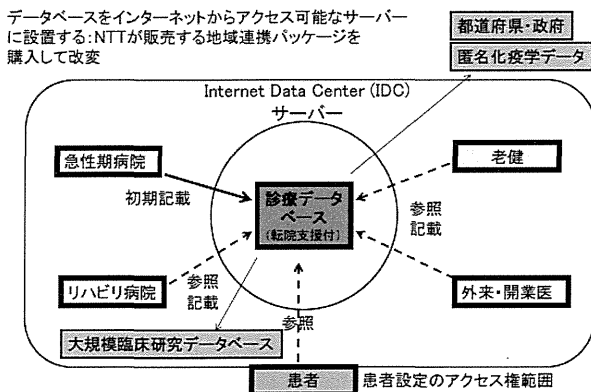 データベースをインターネットからアクセス可能なサーバー
に設置する:NTTが販売する地域連携パッケージを
購入して改変
都道府県・政府
匿名化疫学データ
Internet Data Center (IDC)
サーバー
急性期病院
老健
初期記載
診療データ
ベース
(転院支援付)
参照
記載
リハビリ病院
参照
記載
外来・開業医
参照
大規模臨床研究データベース
患者
患者設定のアクセス権範囲